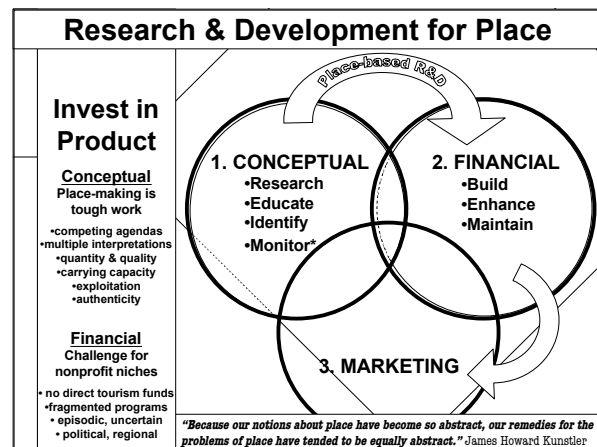 Research & Development for Place
Invest in
Product
Conceptual
Place-making is
tough work
•competing agendas
•multiple interpretations
•quantity & quality
•carrying capacity
•exploitation
•authenticity
Financial
Challenge for
nonprofit niches
• no direct tourism funds
•fragmented programs
• episodic, uncertain
• political, regional
Place-based R&D
1. CONCEPTUAL
•Research
•Educate
•Identify
•Monitor*
2. FINANCIAL
•Build
•Enhance
•Maintain
3. MARKETING
“Because our notions about place have become so abstract, our remedies for the
problems of place have tended to be equally abstract.” James Howard Kunstler